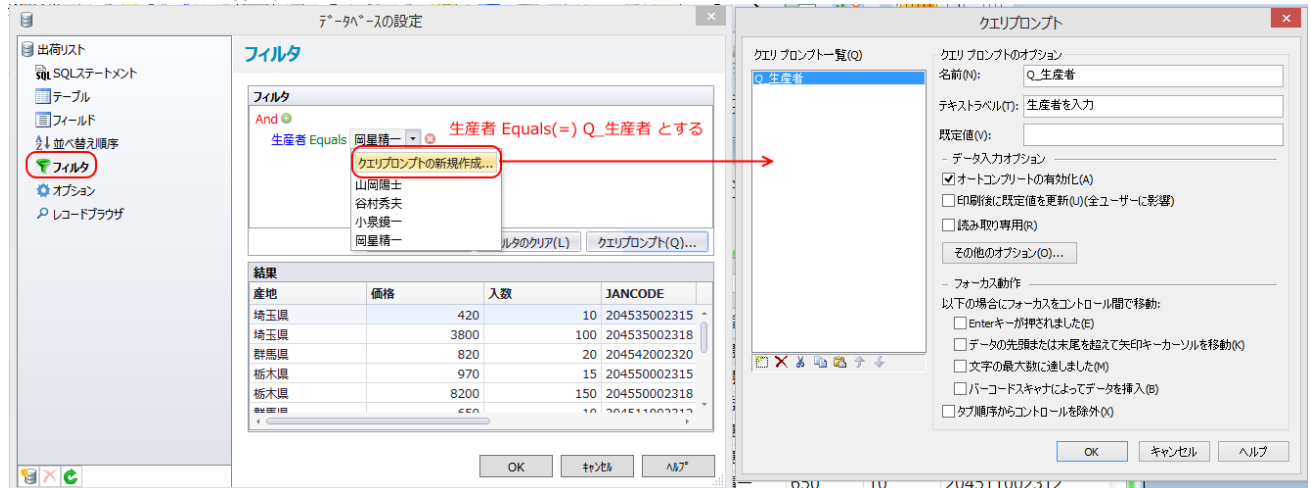 ﾃﾞｰﾀﾍﾞｰｽの設定
出荷リスト
SQLステートメント
テーブル
フィールド
並べ替え順序
フィルタ
オプション
レコードブラウザ
フィルタ
フィルタ
And
生産者 Equals 岡星精一
生産者 Equals(=) Q_生産者 とする
クエリプロンプトの新規作成...
山岡陽士
谷村秀夫
小泉鏡一
岡星精一
ルタのクリア(L) クエリプロンプト(Q)...
結果
産地 価格 入数 JANCODE
埼玉県 420 10 204535002315
埼玉県 3800 100 204535002318
群馬県 820 20 204542002320
栃木県 970 15 204550002315
栃木県 8200 150 204550002318
群馬県 650 10 204511002312
OK ｷｬﾝｾﾙ ﾍﾙﾌﾟ
クエリプロンプト
クエリ プロンプト一覧(Q)
Q_生産者
クエリ プロンプトのオプション
名前(N): Q_生産者
テキストラベル(T): 生産者を入力
既定値(V):
データ入力オプション
オートコンプリートの有効化(A)
印刷後に既定値を更新(U)(全ユーザーに影響)
読み取り専用(R)
その他のオプション(O)...
フォーカス動作
以下の場合にフォーカスをコントロール間で移動:
Enterキーが押されました(E)
データの先頭または末尾を超えて矢印キーカーソルを移動(K)
文字の最大数に達しました(M)
バーコードスキャナによってデータを挿入(B)
タブ順序からコントロールを除外(X)
OK キャンセル ヘルプ
650 10 204511002312